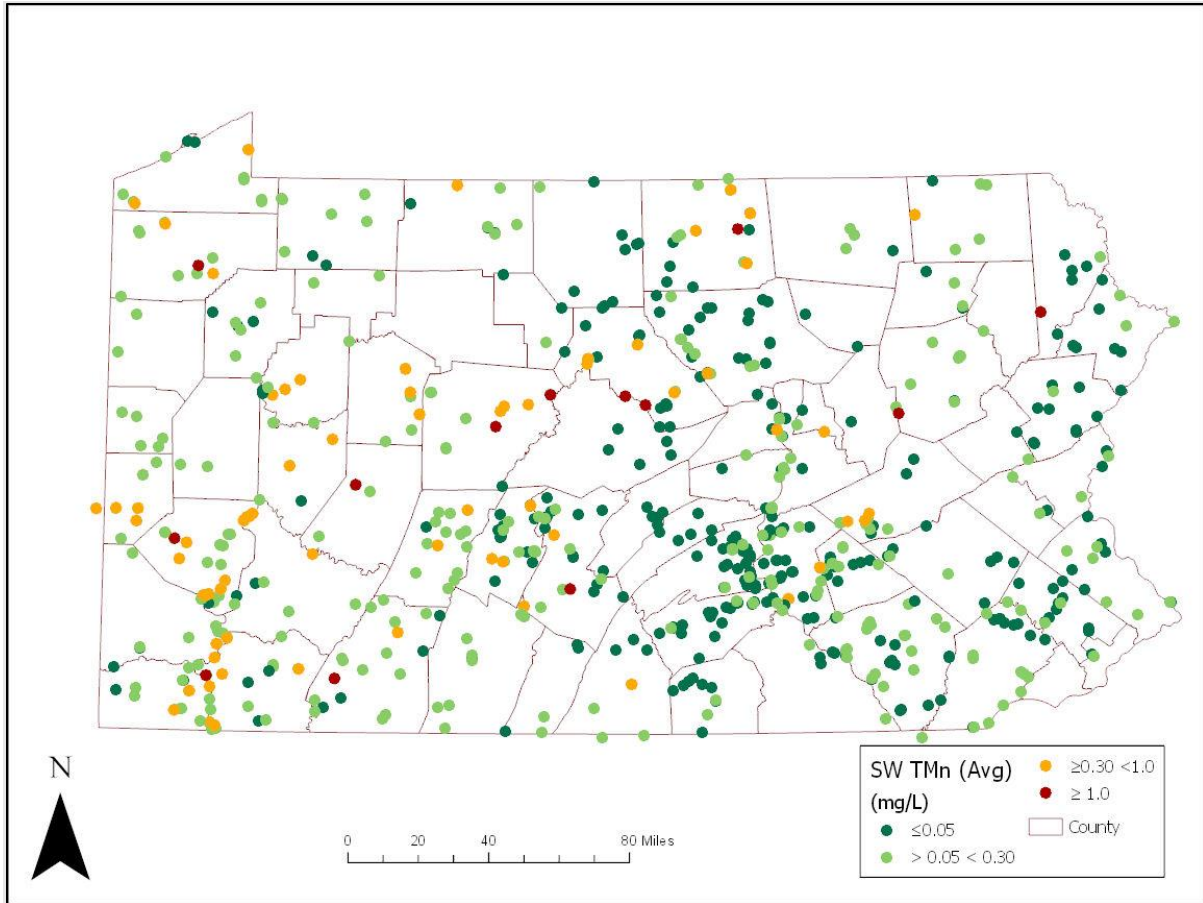 N
0 20 40 80 Miles
SW TMn (Avg)
(mg/L)
≤0.05
> 0.05 < 0.30
≥0.30 <1.0
≥ 1.0
County